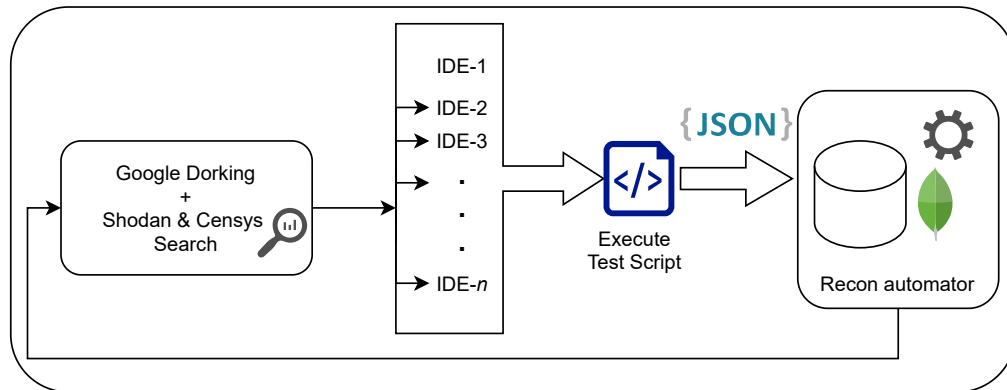 Google Dorking
+
Shodan & Censys
Search
IDE-1
IDE-2
IDE-3
.
.
.
IDE-n
</>
Execute
Test Script
{JSON}
Recon automator